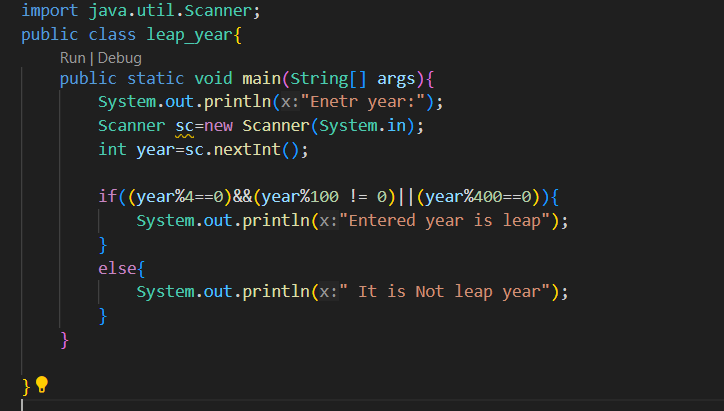 import java.util.Scanner;
public class leap_year{
Run | Debug
public static void main(String[] args){
System.out.println(x:"Enetr year:");
Scanner sc=new Scanner(System.in);
int year=sc.nextInt();
if((year%4==0)&&(year%100 != 0)||(year%400==0)){
System.out.println(x:"Entered year is leap");
}
else{
System.out.println(x:" It is Not leap year");
}
}
}